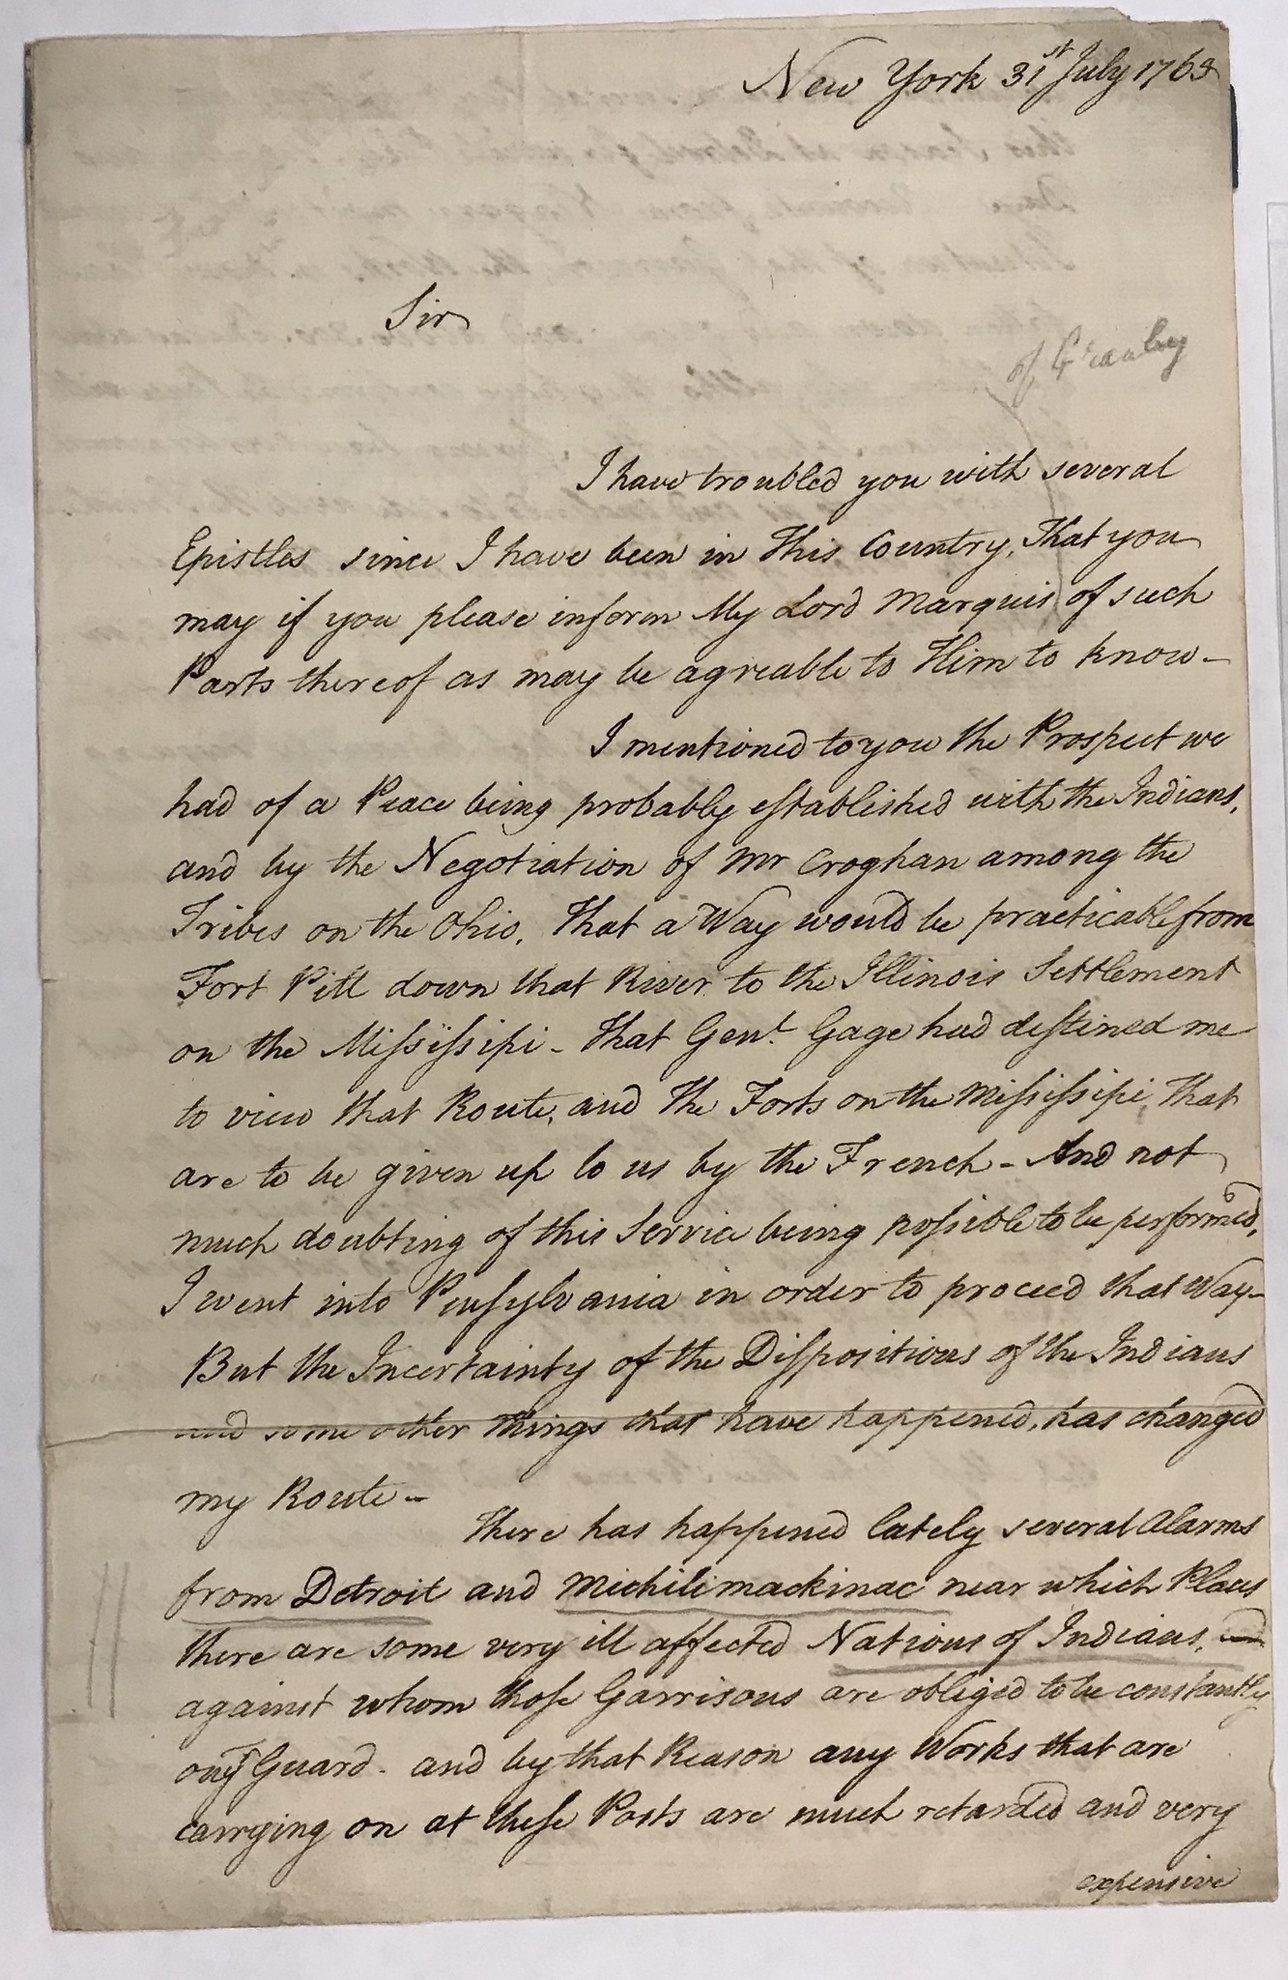 New York 31st July 176
Sir
of Granby
I have troubled you with several
Epistles since I have been in this Country, That you
may if you please inform My Lord Marquis of such
Parts thereof as may be agreable to Him to know -
I mentioned to you the Prospect we
had of a Peace being probably established with the Indians,
and by the Negotiation of Mr Croghan among the
Tribes on the Ohio, That a Way would be practicable from
Fort Pitt down that River to the Illinois Settlement
on the Missisipi - That Genl. Gage had destined me
to view that Route, and The Forts on the Missisipi, That
are to be given up to us by the French - And not
much doubting of this Service being possible to be performed,
I went into Pensylvania in order to proceed that Way -
But the Incertainty of the Dispositions of the Indians
and some other things that have happened, has changed
my Route -
There has happened lately several Alarms
from Detroit and Michilimackinac near which Places
there are some very ill affected Nations of Indians, and
against whom those Garrisons are obliged to be constantly
on Guard - and by that Reason any Works that are
carrying on at these Posts are much retarded and very
expensive